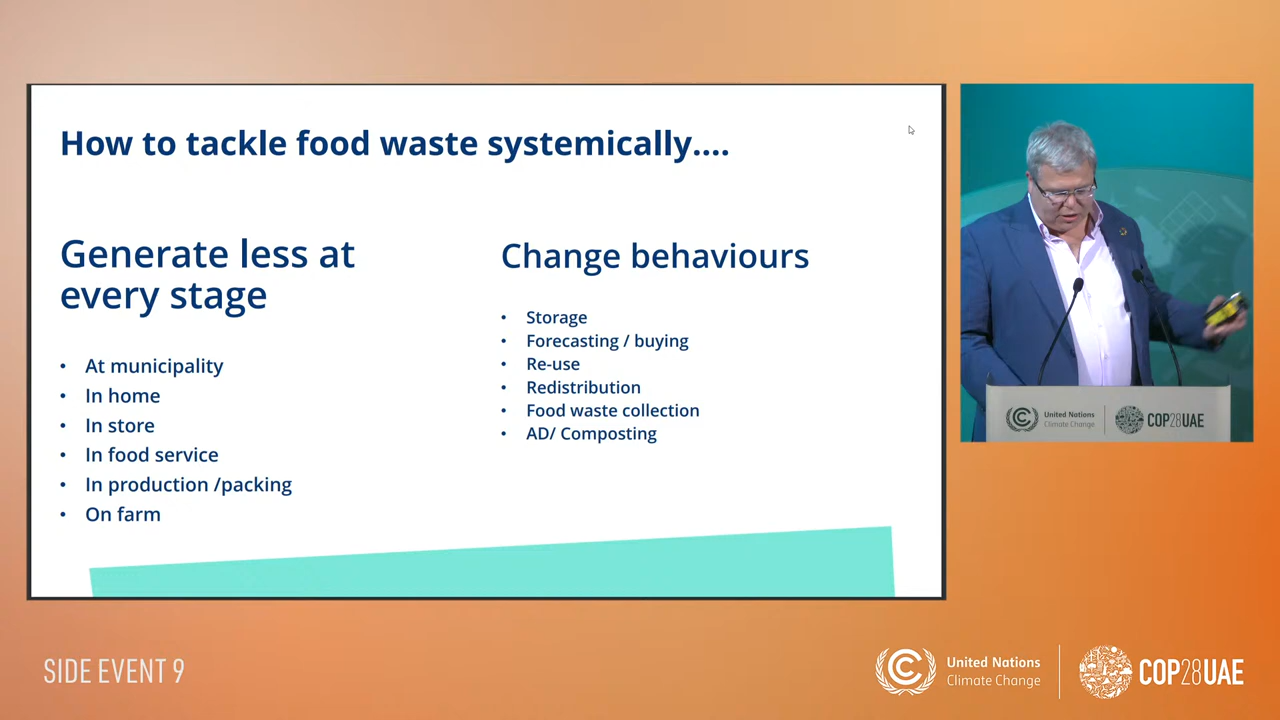 How to tackle food waste systemically....
Generate less at
every stage
• At municipality
• In home
• In store
• In food service
• In production /packing
• On farm
Change behaviours
• Storage
• Forecasting / buying
• Re-use
• Redistribution
• Food waste collection
• AD/ Composting
United Nations
Climate Change
COP28UAE
SIDE EVENT 9
United Nations
Climate Change
COP28UAE